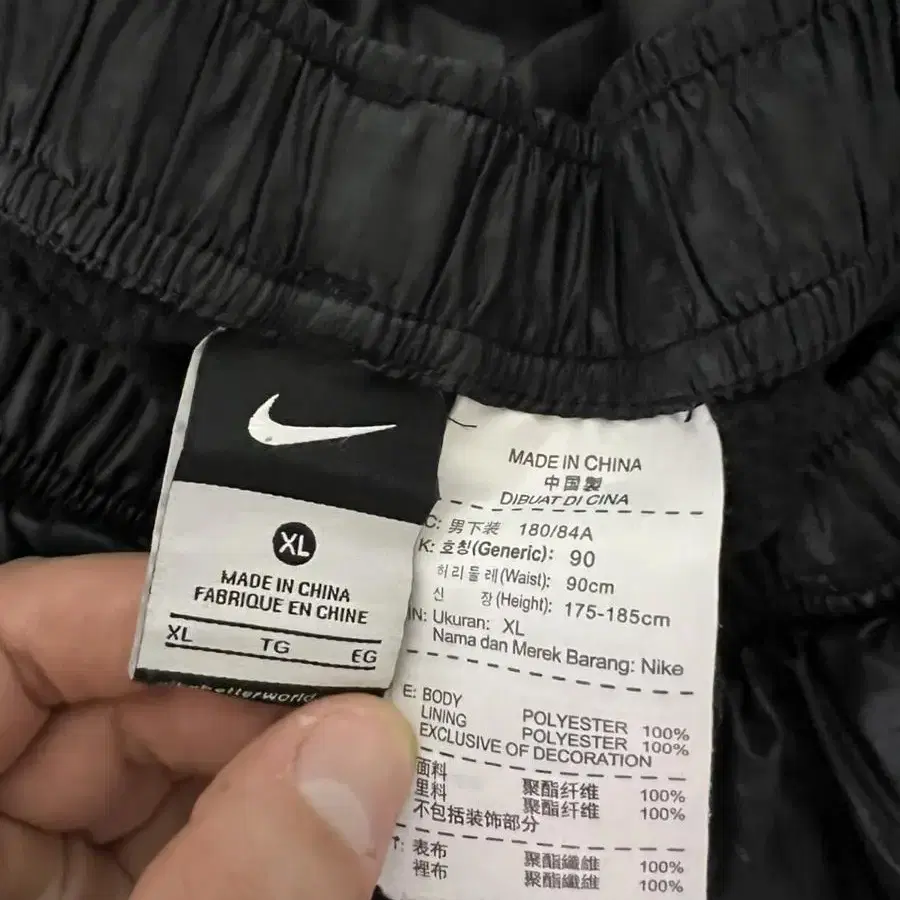 XL
MADE IN CHINA
FABRIQUE EN CHINE
XL TG EG
betterworld
MADE IN CHINA
中国製
DIBUAT DI CINA
C: 男下装 180/84A
K: 호칭(Generic): 90
허리둘레(Waist): 90cm
신 장(Height): 175-185cm
IN: Ukuran: XL
Nama dan Merek Barang: Nike
E: BODY POLYESTER 100%
LINING POLYESTER 100%
EXCLUSIVE OF DECORATION
面料 聚酯纤维 100%
里料 聚酯纤维 100%
不包括装饰部分
T: 表布 聚酯纖維 100%
裡布 聚酯纖維 100%